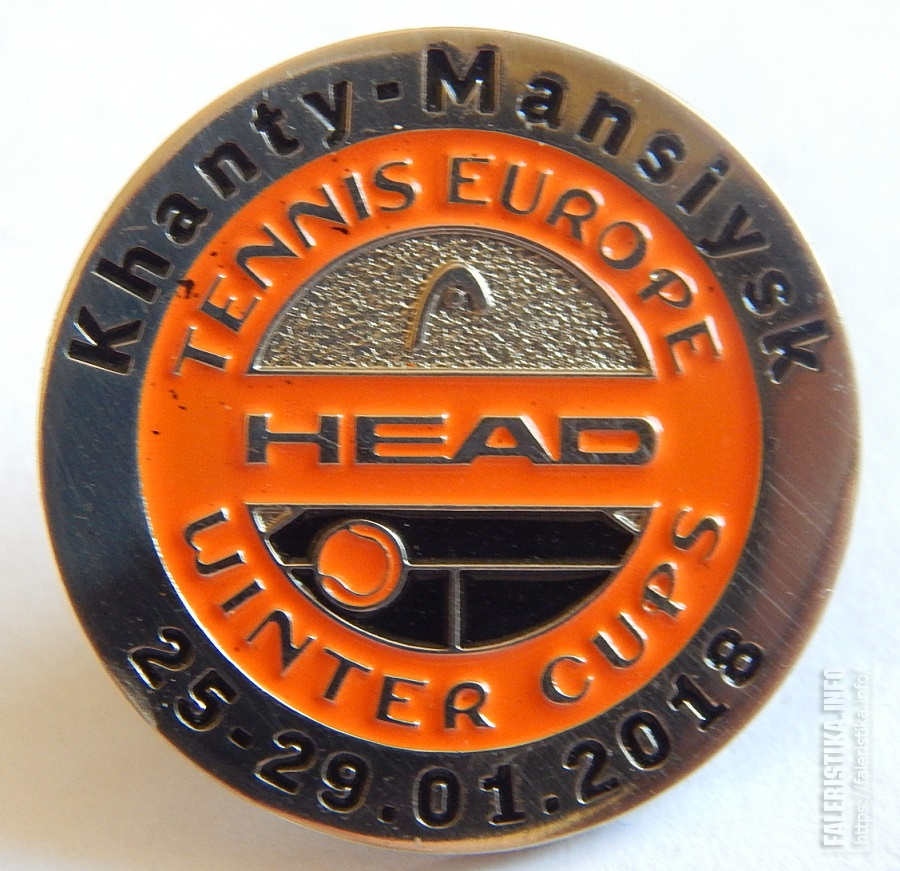 Khanty-Mansiysk
TENNIS EUROPE
HEAD
WINTER CUPS
25-29.01.2018
FALERISTIKA.INFO
https://faleristika.info/